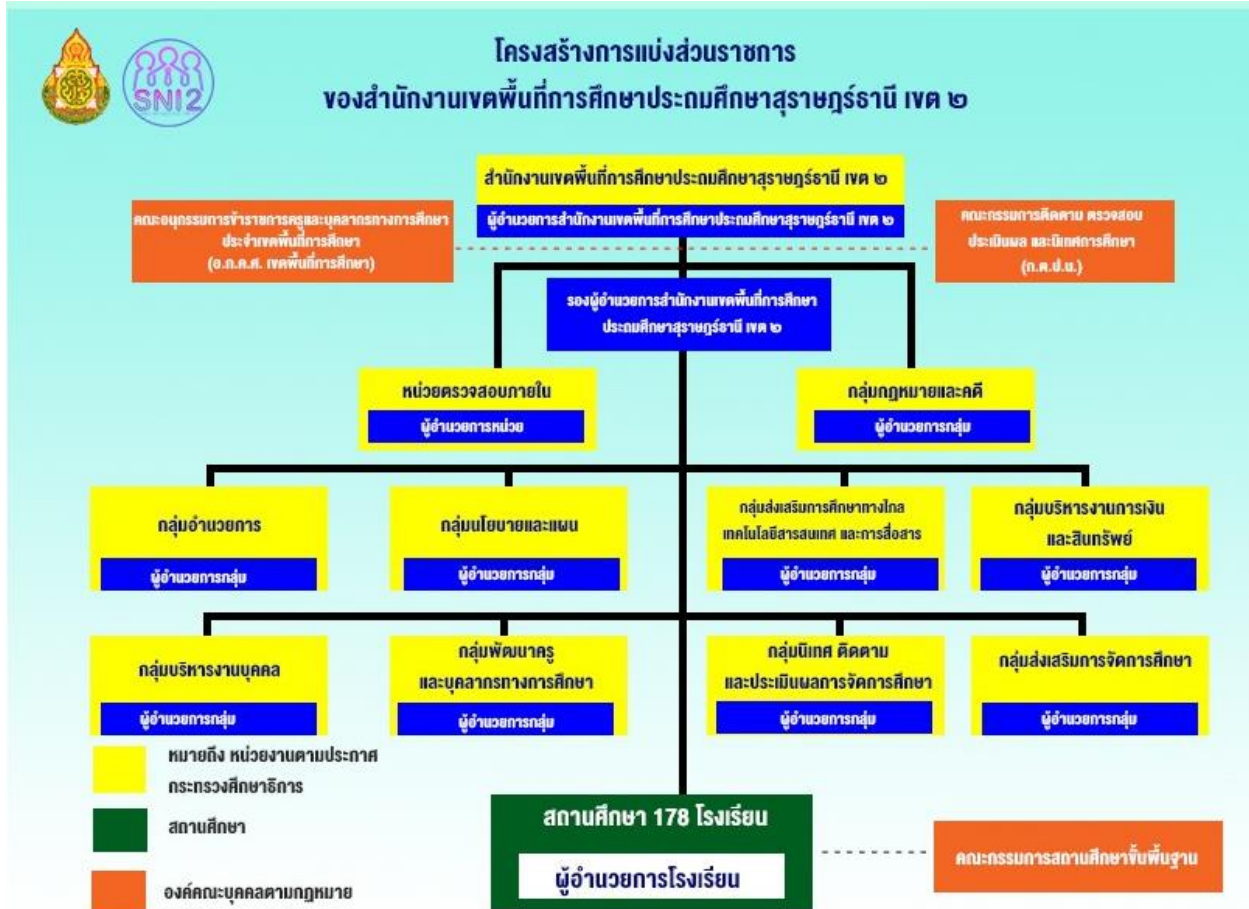 โครงสร้างการแบ่งส่วนราชการ
ของสำนักงานเขตพื้นที่การศึกษาประถมศึกษาสุราษฎร์ธานี เขต ๒
SNI2
สำนักงานเขตพื้นที่การศึกษาประถมศึกษาสุราษฎร์ธานี เขต ๒
ผู้อำนวยการสำนักงานเขตพื้นที่การศึกษาประถมศึกษาสุราษฎร์ธานี เขต ๒
คณะอนุกรรมการข้าราชการครูและบุคลากรทางการศึกษา
ประจำเขตพื้นที่การศึกษา
(อ.ก.ค.ศ. เขตพื้นที่การศึกษา)
คณะกรรมการติดตาม ตรวจสอบ
ประเมินผล และนิเทศการศึกษา
(ก.ต.ป.น.)
รองผู้อำนวยการสำนักงานเขตพื้นที่การศึกษา
ประถมศึกษาสุราษฎร์ธานี เขต ๒
หน่วยตรวจสอบภายใน
ผู้อำนวยการหน่วย
กลุ่มกฎหมายและคดี
ผู้อำนวยการกลุ่ม
กลุ่มอำนวยการ
ผู้อำนวยการกลุ่ม
กลุ่มนโยบายและแผน
ผู้อำนวยการกลุ่ม
กลุ่มส่งเสริมการศึกษาทางไกล
เทคโนโลยีสารสนเทศ และการสื่อสาร
ผู้อำนวยการกลุ่ม
กลุ่มบริหารงานการเงิน
และสินทรัพย์
ผู้อำนวยการกลุ่ม
กลุ่มบริหารงานบุคคล
ผู้อำนวยการกลุ่ม
กลุ่มพัฒนาครู
และบุคลากรทางการศึกษา
ผู้อำนวยการกลุ่ม
กลุ่มนิเทศ ติดตาม
และประเมินผลการจัดการศึกษา
ผู้อำนวยการกลุ่ม
กลุ่มส่งเสริมการจัดการศึกษา
ผู้อำนวยการกลุ่ม
หมายถึง หน่วยงานตามประกาศ
กระทรวงศึกษาธิการ
สถานศึกษา
องค์คณะบุคคลตามกฎหมาย
สถานศึกษา 178 โรงเรียน
ผู้อำนวยการโรงเรียน
คณะกรรมการสถานศึกษาขั้นพื้นฐาน